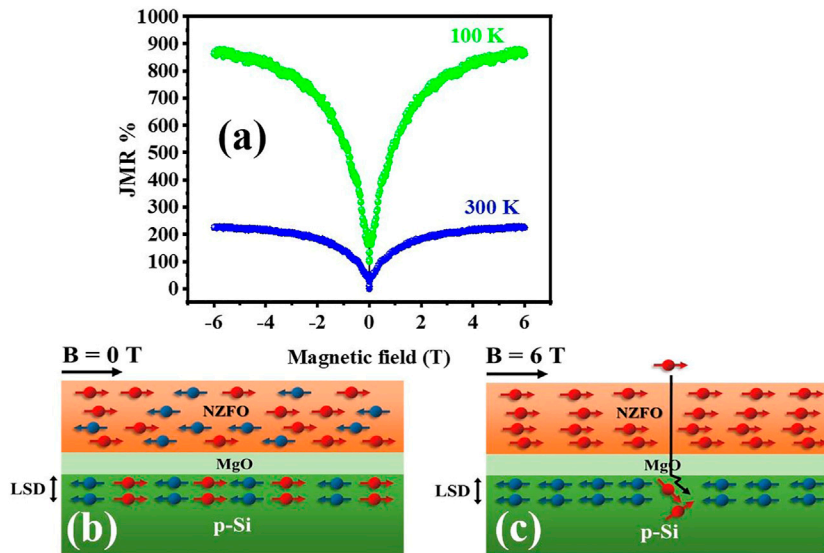 1000
900
800
700
600
500
400
300
200
100
0
JMR %
(a)
100 K
300 K
-6 -4 -2 0 2 4 6
Magnetic field (T)
B = 0 T
NZFO
MgO
LSD
p-Si
(b)
B = 6 T
NZFO
MgO
LSD
p-Si
(c)